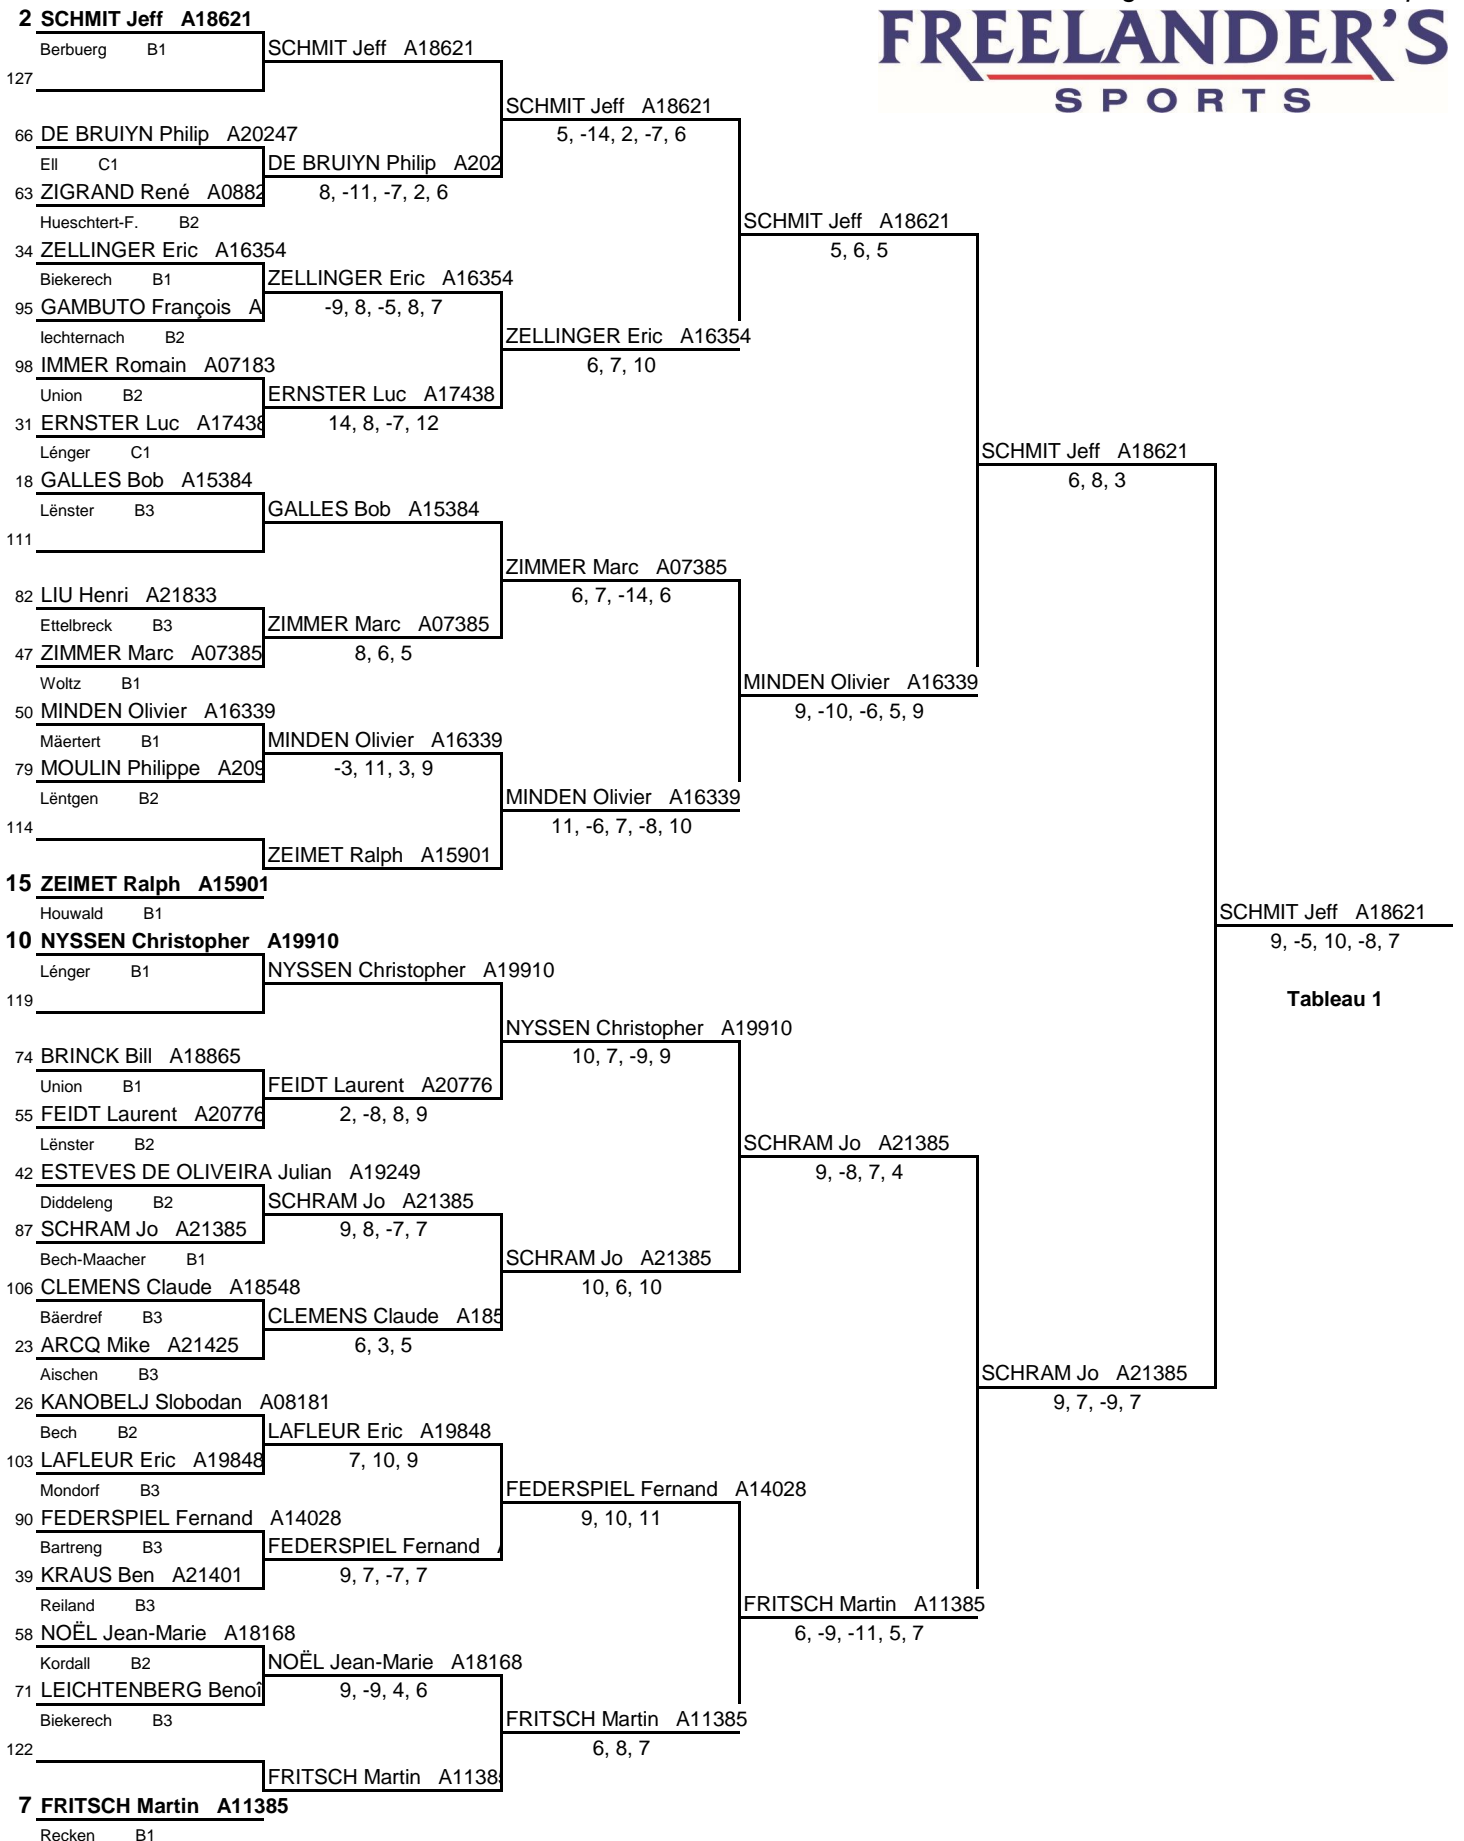 2 SCHMIT Jeff A18621
FREELANDER'S
SPORTS
Berbuerg B1 SCHMIT Jeff A18621
127
SCHMIT Jeff A18621
66 DE BRUIYN Philip A20247 5, -14, 2, -7, 6
Ell C1 DE BRUIYN Philip A202
63 ZIGRAND René A0882 8, -11, -7, 2, 6
Hueschtert-F. B2 SCHMIT Jeff A18621
34 ZELLINGER Eric A16354 5, 6, 5
Biekerech B1 ZELLINGER Eric A16354
95 GAMBUTO François A -9, 8, -5, 8, 7
Iechternach B2 ZELLINGER Eric A16354
98 IMMER Romain A07183 6, 7, 10
Union B2 ERNSTER Luc A17438
31 ERNSTER Luc A17438 14, 8, -7, 12
Lénger C1 SCHMIT Jeff A18621
18 GALLES Bob A15384 6, 8, 3
Lënster B3 GALLES Bob A15384
111
ZIMMER Marc A07385
82 LIU Henri A21833 6, 7, -14, 6
Ettelbreck B3 ZIMMER Marc A07385
47 ZIMMER Marc A07385 8, 6, 5
Woltz B1 MINDEN Olivier A16339
50 MINDEN Olivier A16339 9, -10, -6, 5, 9
Mäertert B1 MINDEN Olivier A16339
79 MOULIN Philippe A209 -3, 11, 3, 9
Lëntgen B2 MINDEN Olivier A16339
114 11, -6, 7, -8, 10
ZEIMET Ralph A15901
15 ZEIMET Ralph A15901
Houwald B1 SCHMIT Jeff A18621
10 NYSSEN Christopher A19910 9, -5, 10, -8, 7
Lénger B1 NYSSEN Christopher A19910
119 Tableau 1
NYSSEN Christopher A19910
74 BRINCK Bill A18865 10, 7, -9, 9
Union B1 FEIDT Laurent A20776
55 FEIDT Laurent A20776 2, -8, 8, 9
Lënster B2 SCHRAM Jo A21385
42 ESTEVES DE OLIVEIRA Julian A19249 9, -8, 7, 4
Diddeleng B2 SCHRAM Jo A21385
87 SCHRAM Jo A21385 9, 8, -7, 7
Bech-Maacher B1 SCHRAM Jo A21385
106 CLEMENS Claude A18548 10, 6, 10
Bäerdref B3 CLEMENS Claude A185
23 ARCQ Mike A21425 6, 3, 5
Aischen B3 SCHRAM Jo A21385
26 KANOBELJ Slobodan A08181 9, 7, -9, 7
Bech B2 LAFLEUR Eric A19848
103 LAFLEUR Eric A19848 7, 10, 9
Mondorf B3 FEDERSPIEL Fernand A14028
90 FEDERSPIEL Fernand A14028 9, 10, 11
Bartreng B3 FEDERSPIEL Fernand
39 KRAUS Ben A21401 9, 7, -7, 7
Reiland B3 FRITSCH Martin A11385
58 NOËL Jean-Marie A18168 6, -9, -11, 5, 7
Kordall B2 NOËL Jean-Marie A18168
71 LEICHTENBERG Benoî 9, -9, 4, 6
Biekerech B3 FRITSCH Martin A11385
122 6, 8, 7
FRITSCH Martin A11385
7 FRITSCH Martin A11385
Recken B1